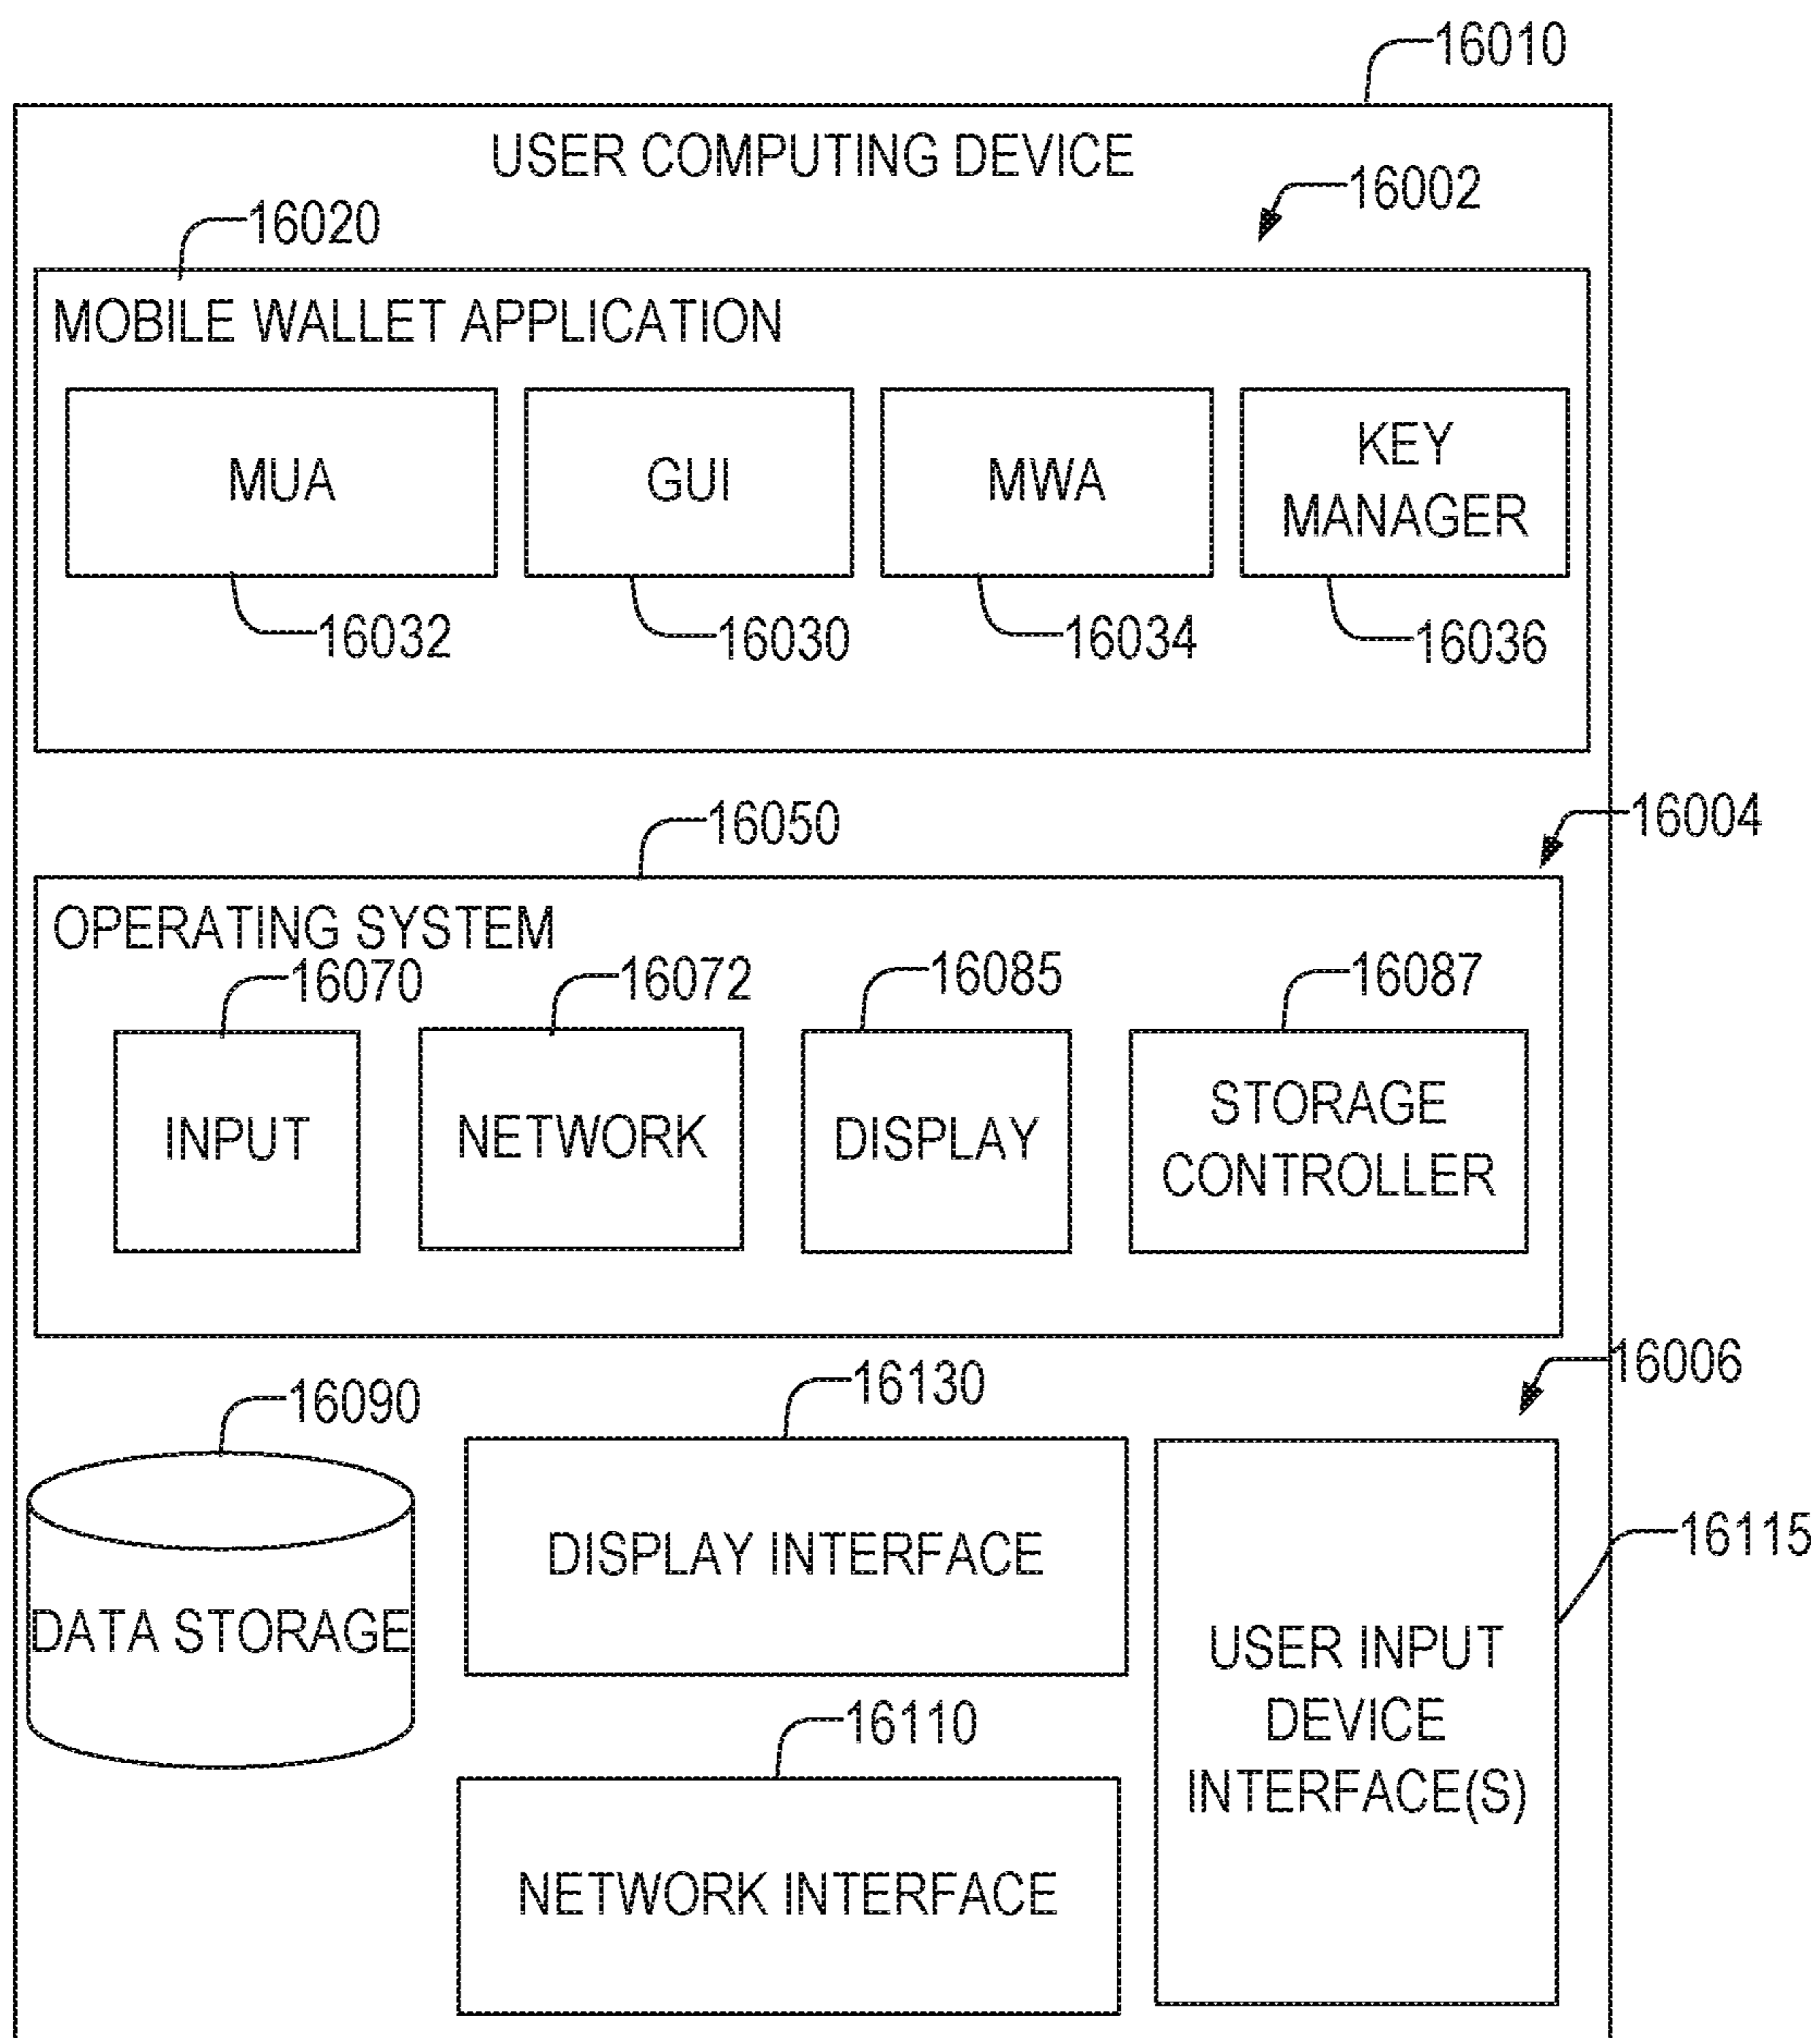 16010
USER COMPUTING DEVICE
16002
16020
MOBILE WALLET APPLICATION
MUA
GUI
MWA
KEY
MANAGER
16032
16030
16034
16036
16050
16004
OPERATING SYSTEM
16070
16072
16085
16087
INPUT
NETWORK
DISPLAY
STORAGE
CONTROLLER
16006
16090
16130
DATA STORAGE
DISPLAY INTERFACE
16115
USER INPUT
DEVICE
INTERFACE(S)
16110
NETWORK INTERFACE